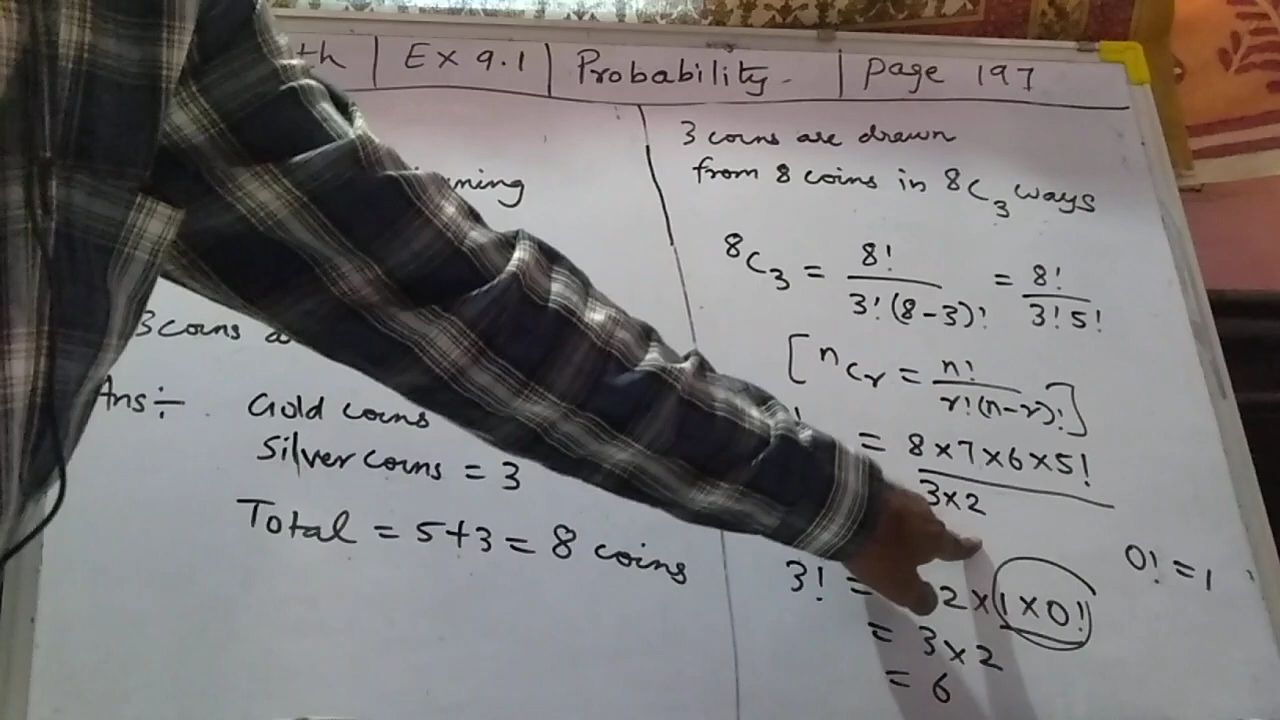 th | Ex 9.1 | Probability - | Page 197
3 coins a
Ans ÷ Gold coins
Silver coins = 3
Total = 5+3 = 8 coins
3 coins are drawn
from 8 coins in 8C₃ ways
⁸C₃ = 8! / 3!(8-3)! = 8! / 3!5!
[ⁿCᵣ = n! / r!(n-r)!]
= 8×7×6×5! / 3×2
0! = 1
3! = 2×1×0!
= 3×2
= 6